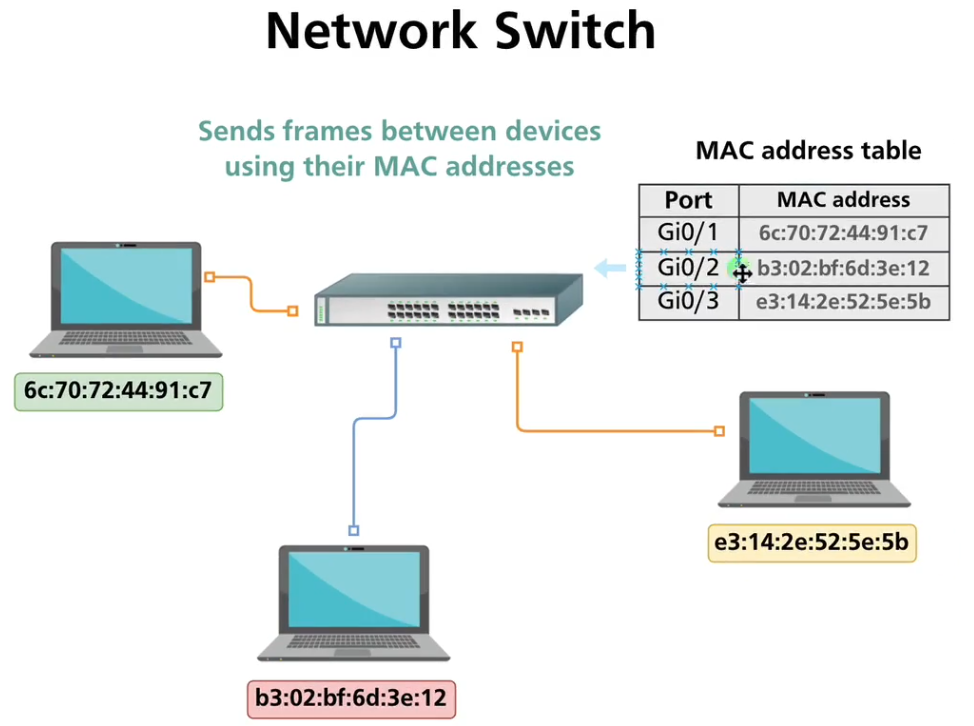 Network Switch
Sends frames between devices
using their MAC addresses
MAC address table
Port MAC address
Gi0/1 6c:70:72:44:91:c7
Gi0/2 b3:02:bf:6d:3e:12
Gi0/3 e3:14:2e:52:5e:5b
6c:70:72:44:91:c7
e3:14:2e:52:5e:5b
b3:02:bf:6d:3e:12